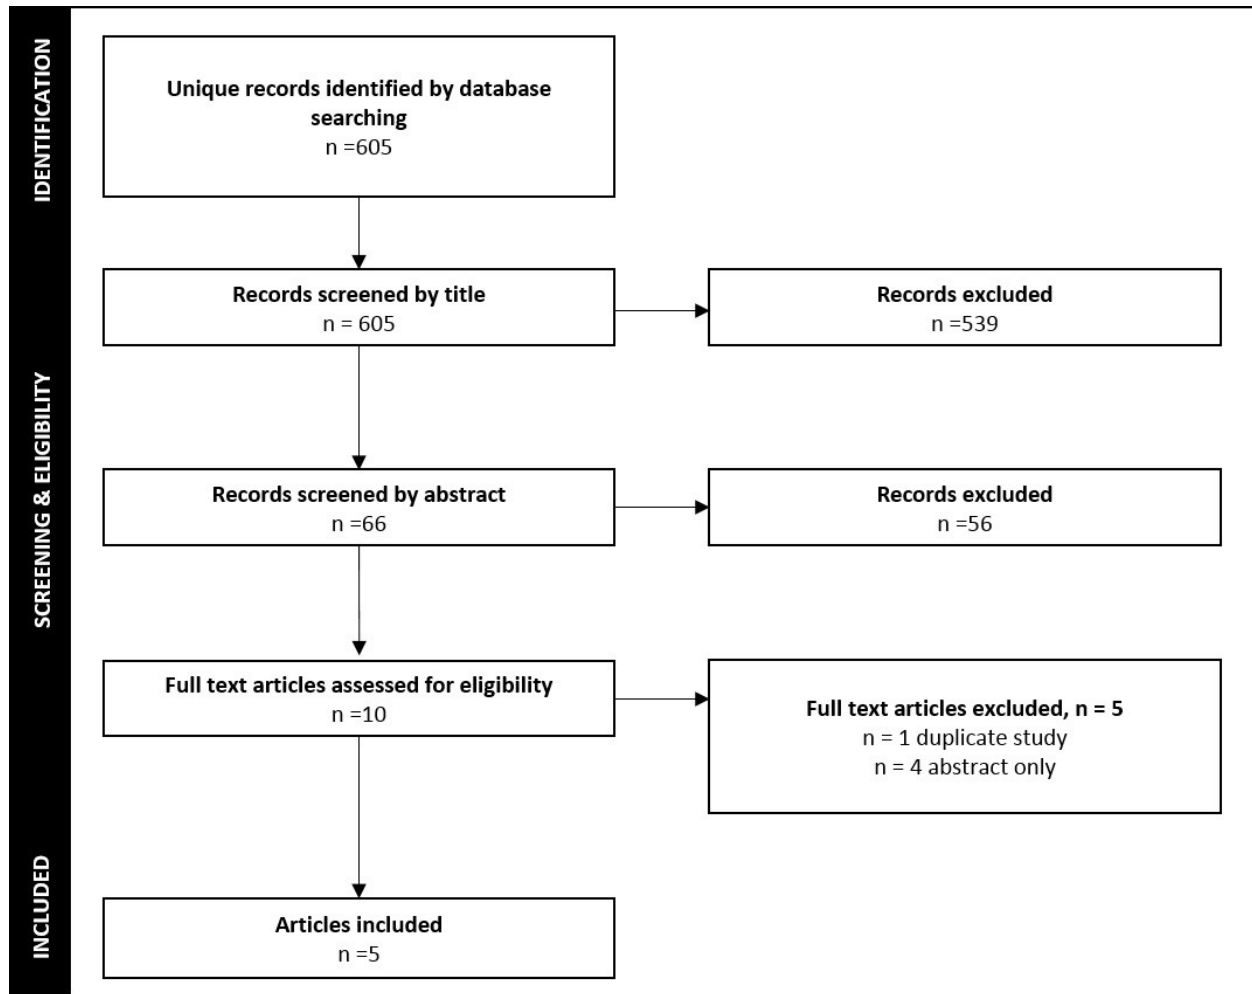 IDENTIFICATION
Unique records identified by database
searching
n =605
SCREENING & ELIGIBILITY
Records screened by title
n = 605
Records excluded
n =539
Records screened by abstract
n =66
Records excluded
n =56
Full text articles assessed for eligibility
n =10
Full text articles excluded, n = 5
n = 1 duplicate study
n = 4 abstract only
INCLUDED
Articles included
n =5